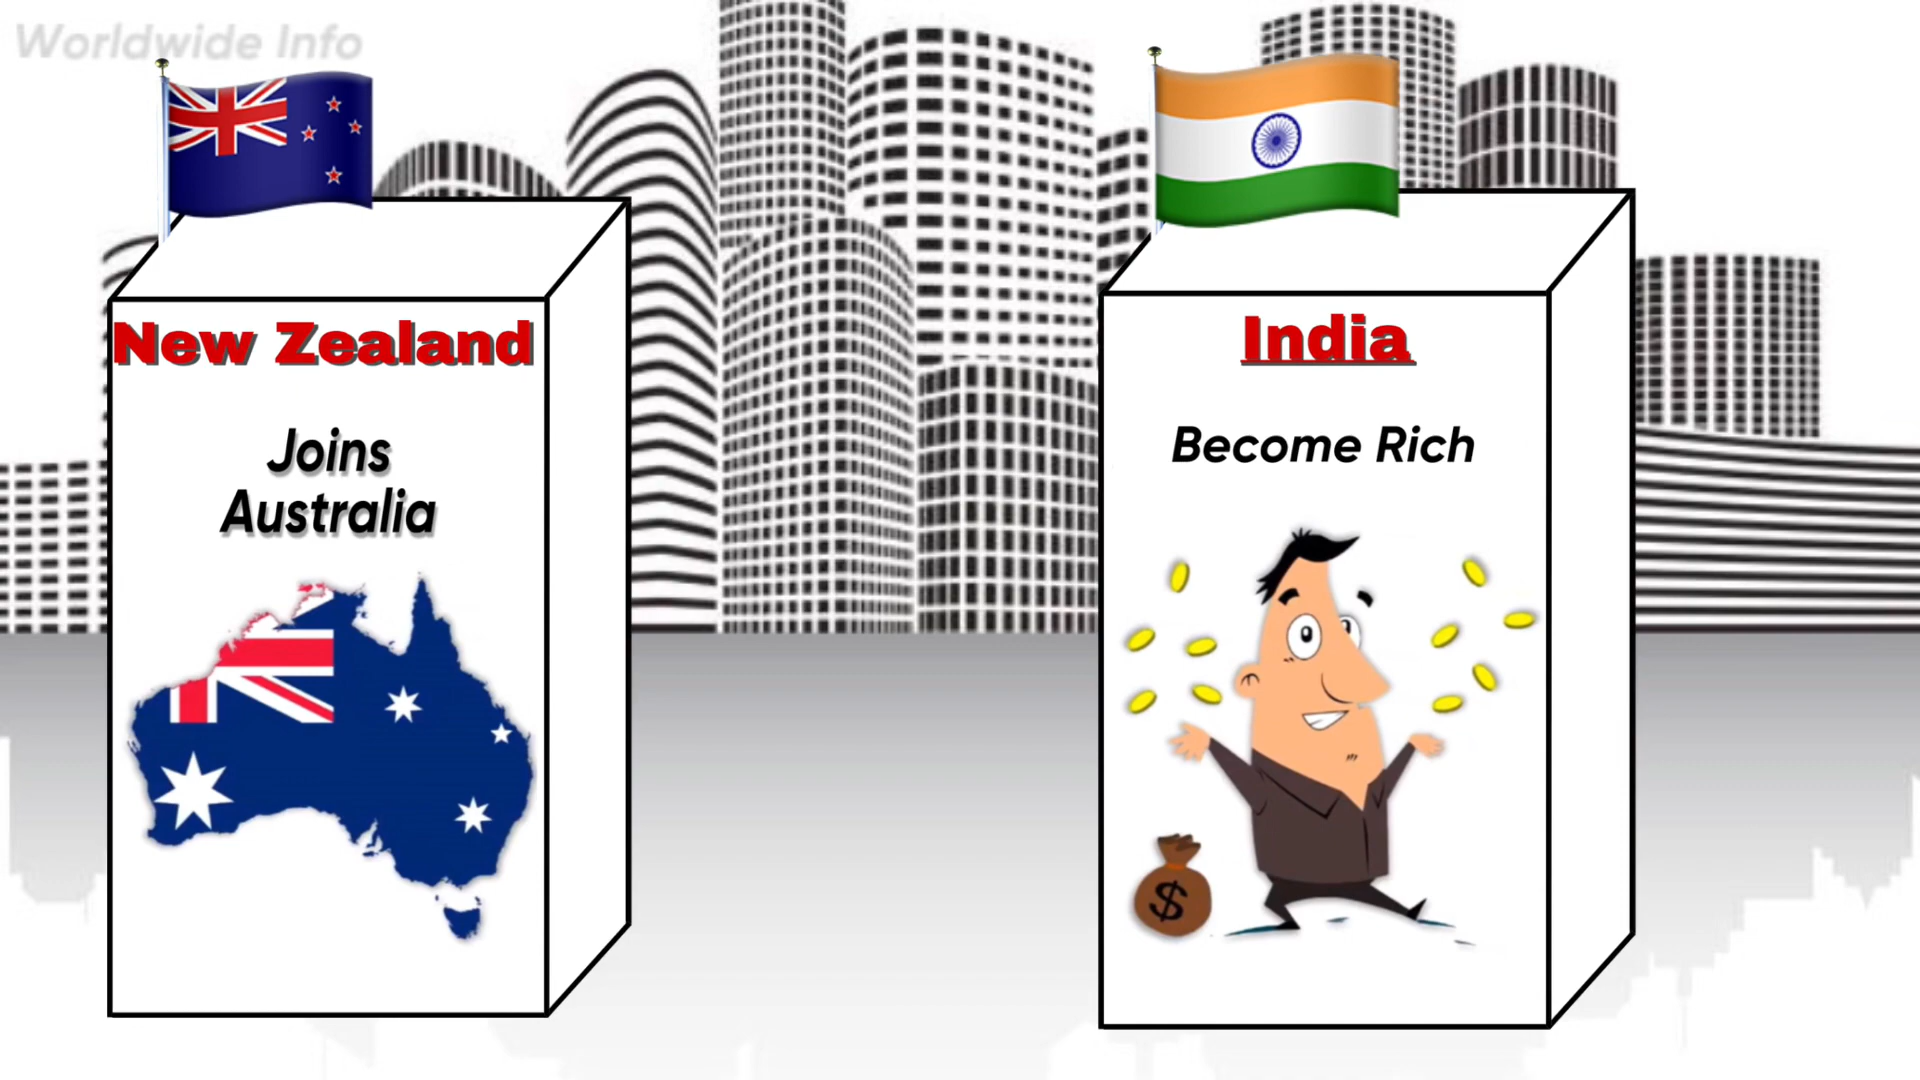 Worldwide Info
New Zealand
Joins
Australia
India
Become Rich
$